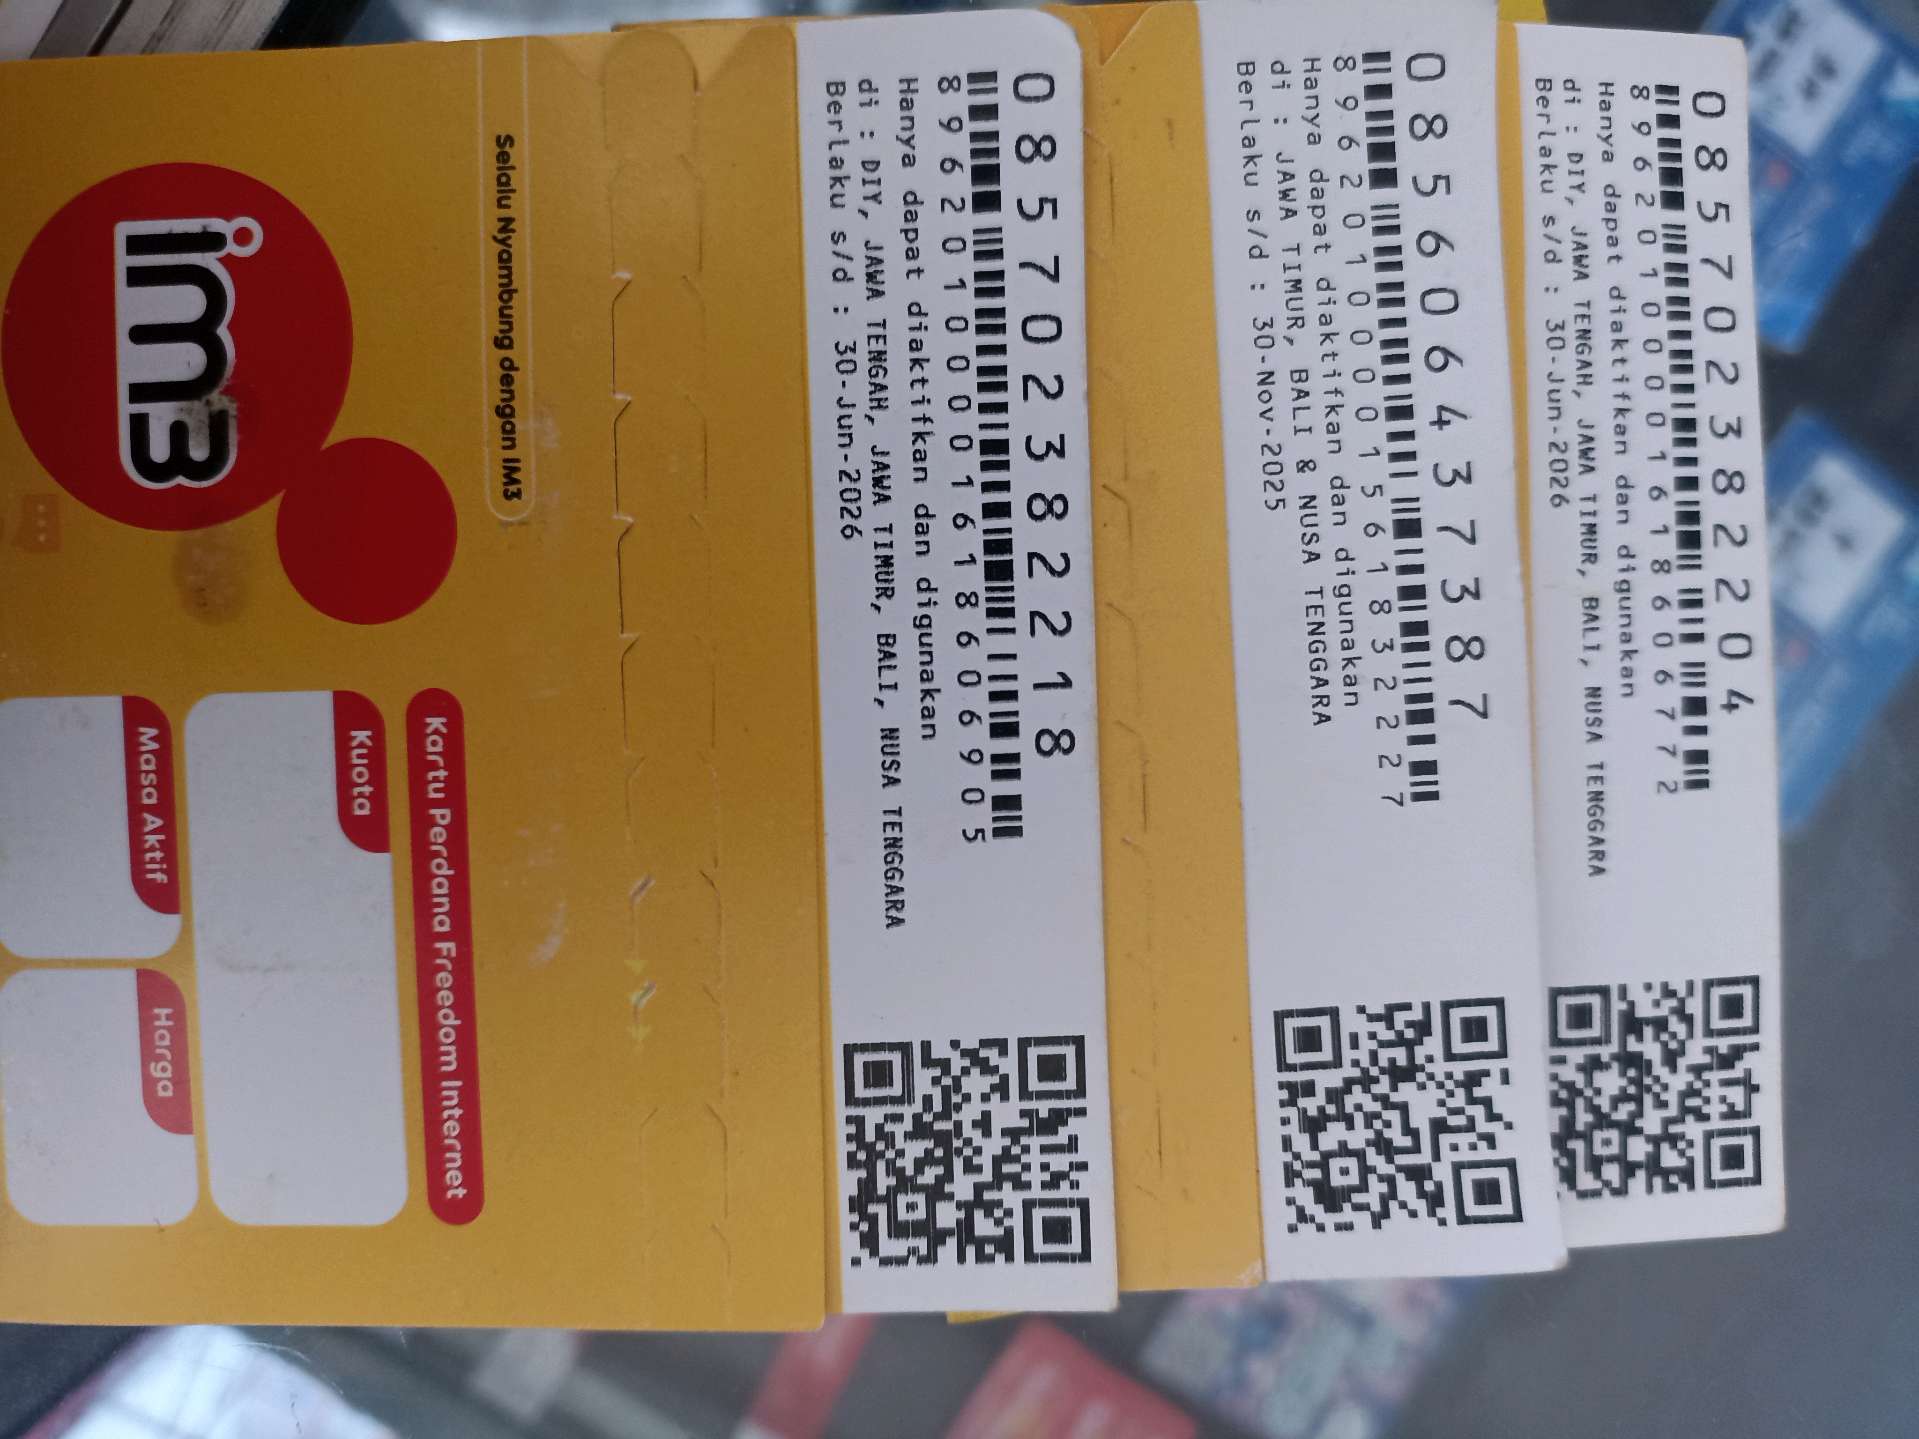 085702382204
8962010000161860677 2
Hanya dapat diaktifkan dan digunakan
di : DIY, JAWA TENGAH, JAWA TIMUR, BALI, NUSA TENGGARA
Berlaku s/d : 30-Jun-2026
085606437387
8962010000156183222 7
Hanya dapat diaktifkan dan digunakan
di : JAWA TIMUR, BALI & NUSA TENGGARA
Berlaku s/d : 30-Nov-2025
085702382218
8962010000161860690 5
Hanya dapat diaktifkan dan digunakan
di : DIY, JAWA TENGAH, JAWA TIMUR, BALI, NUSA TENGGARA
Berlaku s/d : 30-Jun-2026
Selalu Nyambung dengan IM3
im3
Kartu Perdana Freedom Internet
Kuota
Masa Aktif
Harga